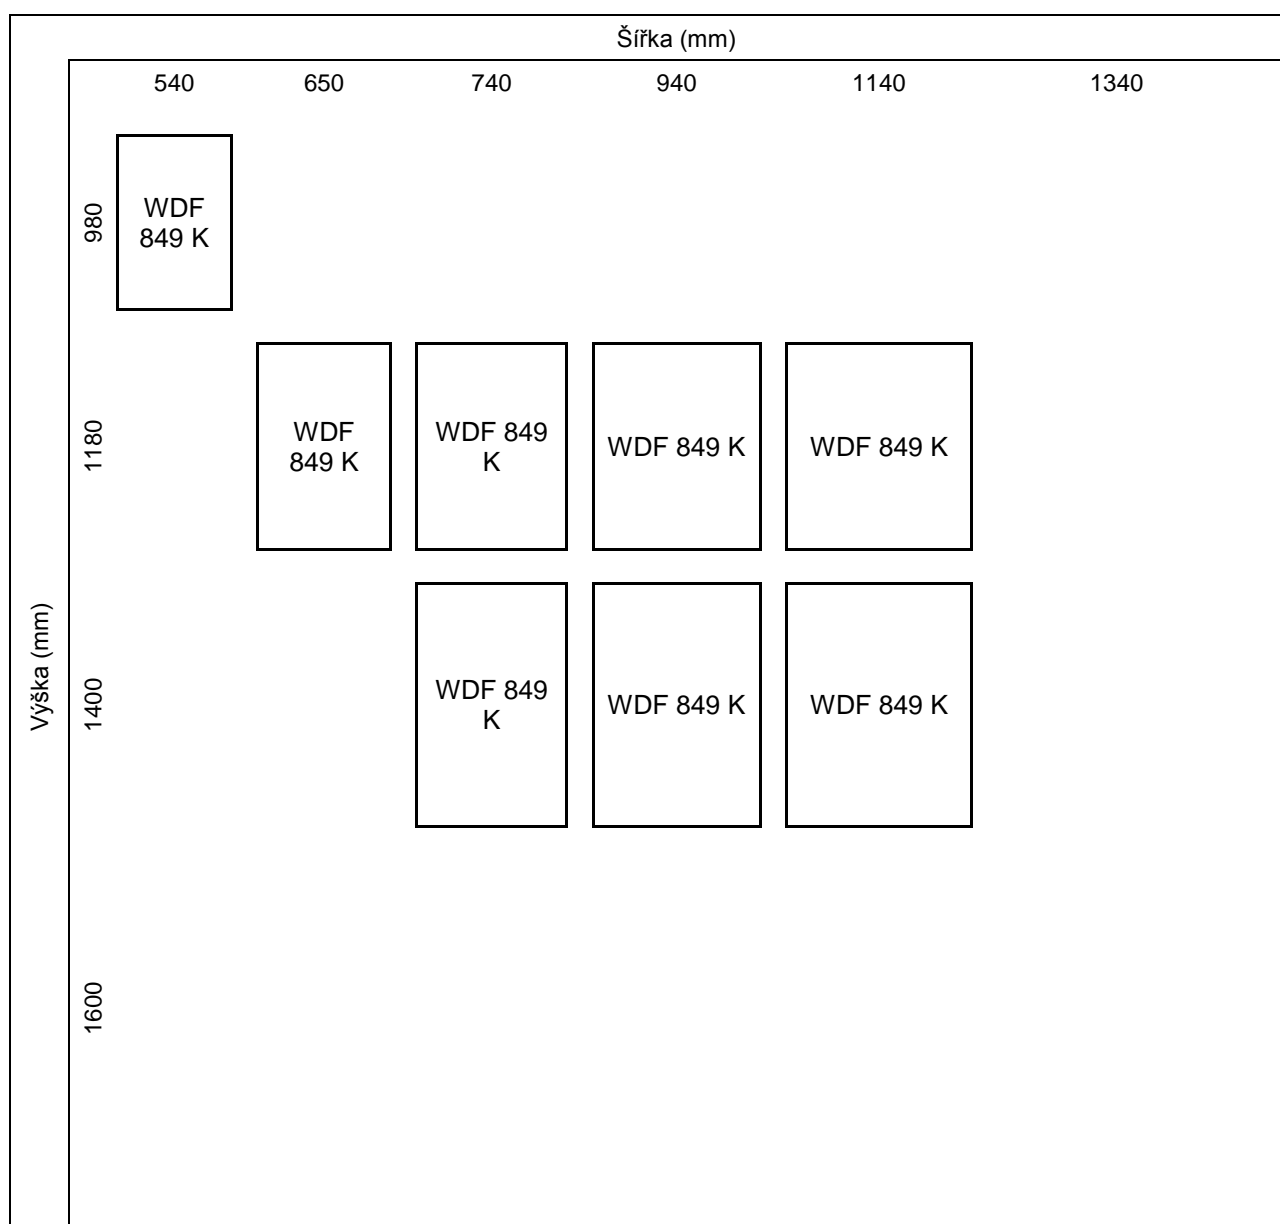 Šířka (mm)
540 650 740 940 1140 1340
980
WDF
849 K
1180
WDF
849 K
WDF 849
K
WDF 849 K
WDF 849 K
Výška (mm)
1400
WDF 849
K
WDF 849 K
WDF 849 K
1600